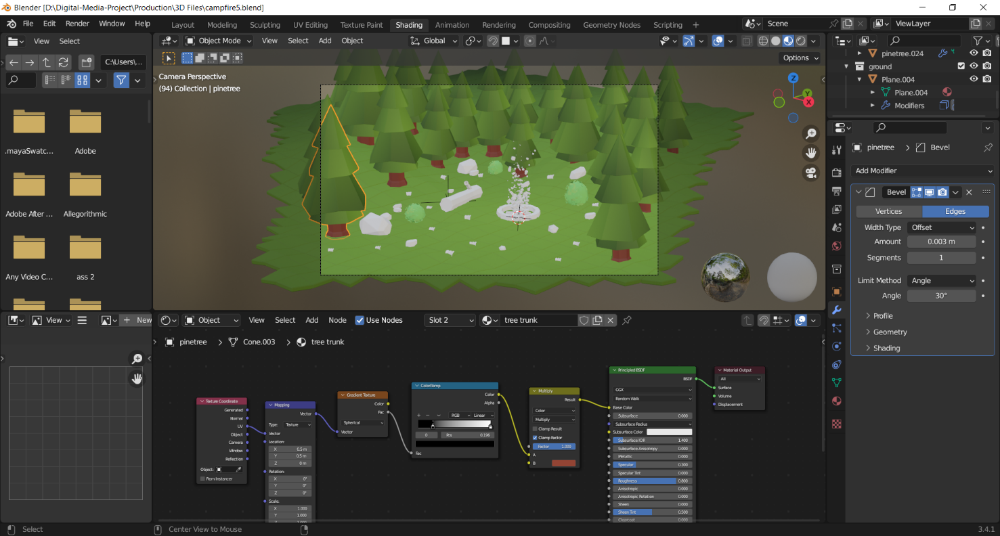 Blender [D:\Digital-Media-Project\Production\3D Files\campfire5.blend]
File Edit Render Window Help
Layout Modeling Sculpting UV Editing Texture Paint Shading Animation Rendering Compositing Geometry Nodes Scripting +
Scene
ViewLayer
View Select
C:\Users\...
.mayaSwatc...
Adobe
Adobe After ...
Allegorithmic
Any Video C...
ass 2
Object Mode View Select Add Object
Global
Options
Camera Perspective
(94) Collection | pinetree
Z
Y
X
pinetree.024
ground
Plane.004
Plane.004
Modifiers
pinetree > Bevel
Add Modifier
Bevel
Vertices Edges
Width Type Offset
Amount 0.003 m
Segments 1
Limit Method Angle
Angle 30°
> Profile
> Geometry
> Shading
View
+ New
Object View Select Add Node Use Nodes Slot 2 tree trunk
pinetree > Cone.003 > tree trunk
Texture Coordinate
Generated
Normal
UV
Object
Camera
Window
Reflection
Object:
From Instancer
Mapping
Vector
Type: Texture
Vector
Location:
X 0.5 m
Y 0.5 m
Z 0 m
Rotation:
X 0°
Y 0°
Z 0°
Scale:
X 1.000
Y 1.000
Gradient Texture
Color
Fac
Spherical
Vector
ColorRamp
Color
Alpha
RGB Linear
0 Pos 0.196
Fac
Multiply
Result
Color
Multiply
Clamp Result
Clamp Factor
Factor 1.000
A
B
Principled BSDF
BSDF
GGX
Random Walk
Base Color
Subsurface 0.000
Subsurface Radius
Subsurface Color
Subsurface IOR 1.400
Subsurface Anisotropy 0.000
Metallic 0.000
Specular 0.300
Specular Tint 0.000
Roughness 0.800
Anisotropic 0.000
Anisotropic Rotation 0.000
Sheen 0.000
Sheen Tint 0.500
Clearcoat 0.000
Material Output
All
Surface
Volume
Displacement
Select
Center View to Mouse
3.4.1